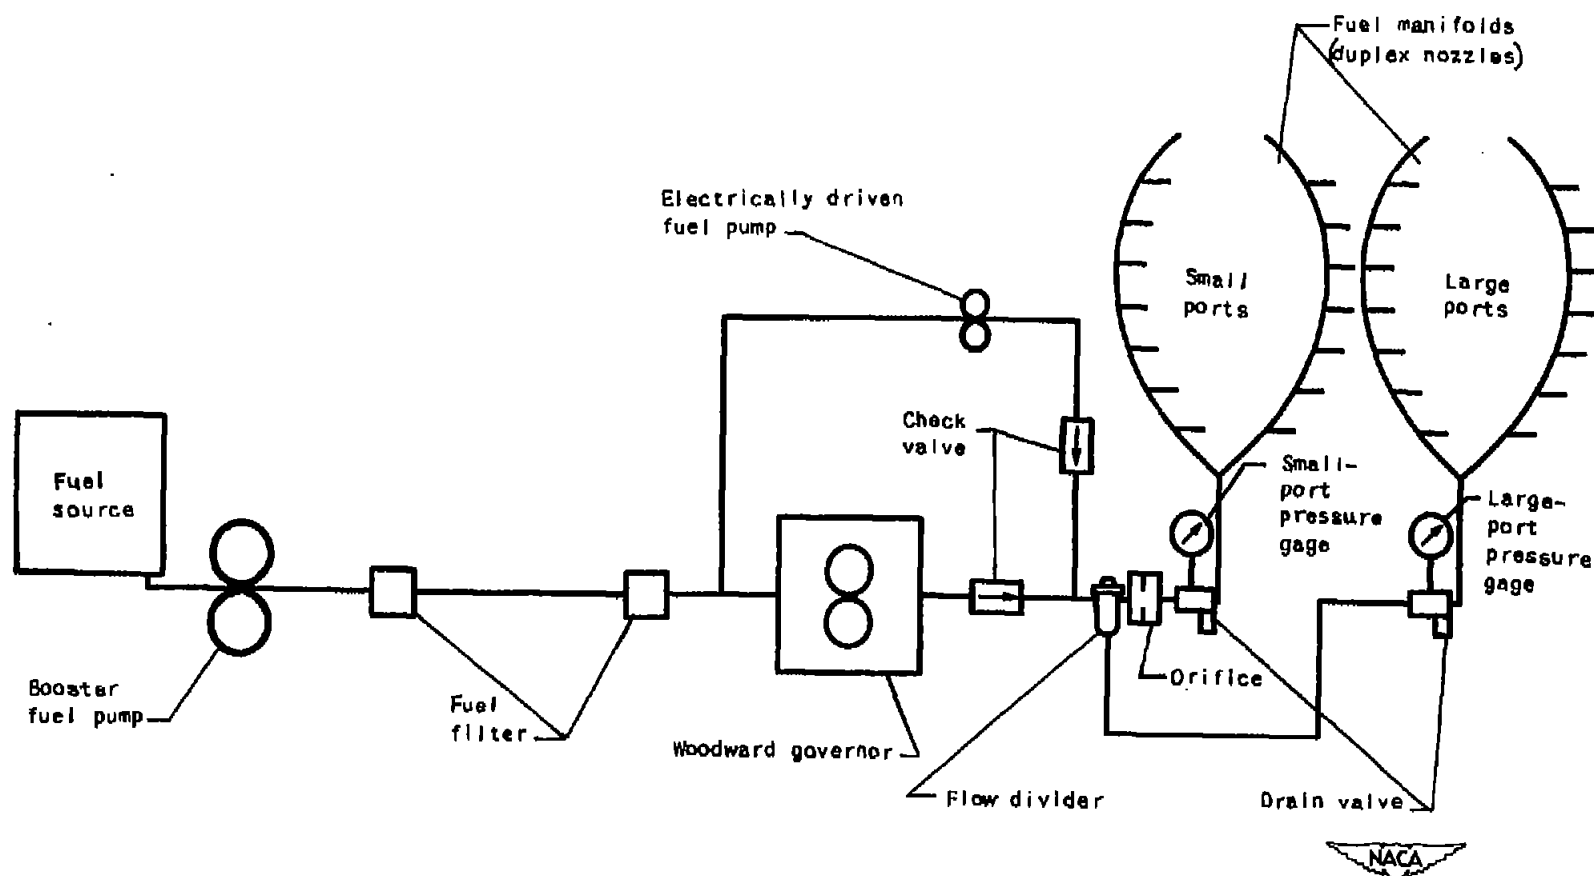 Fuel manifolds
(duplex nozzles)
Electrically driven
fuel pump
Small
ports
Large
ports
Check
valve
Fuel
source
Small-
port
pressure
gage
Large-
port
pressure
gage
Booster
fuel pump
Fuel
filter
Woodward governor
Orifice
Flow divider
Drain valve
NACA